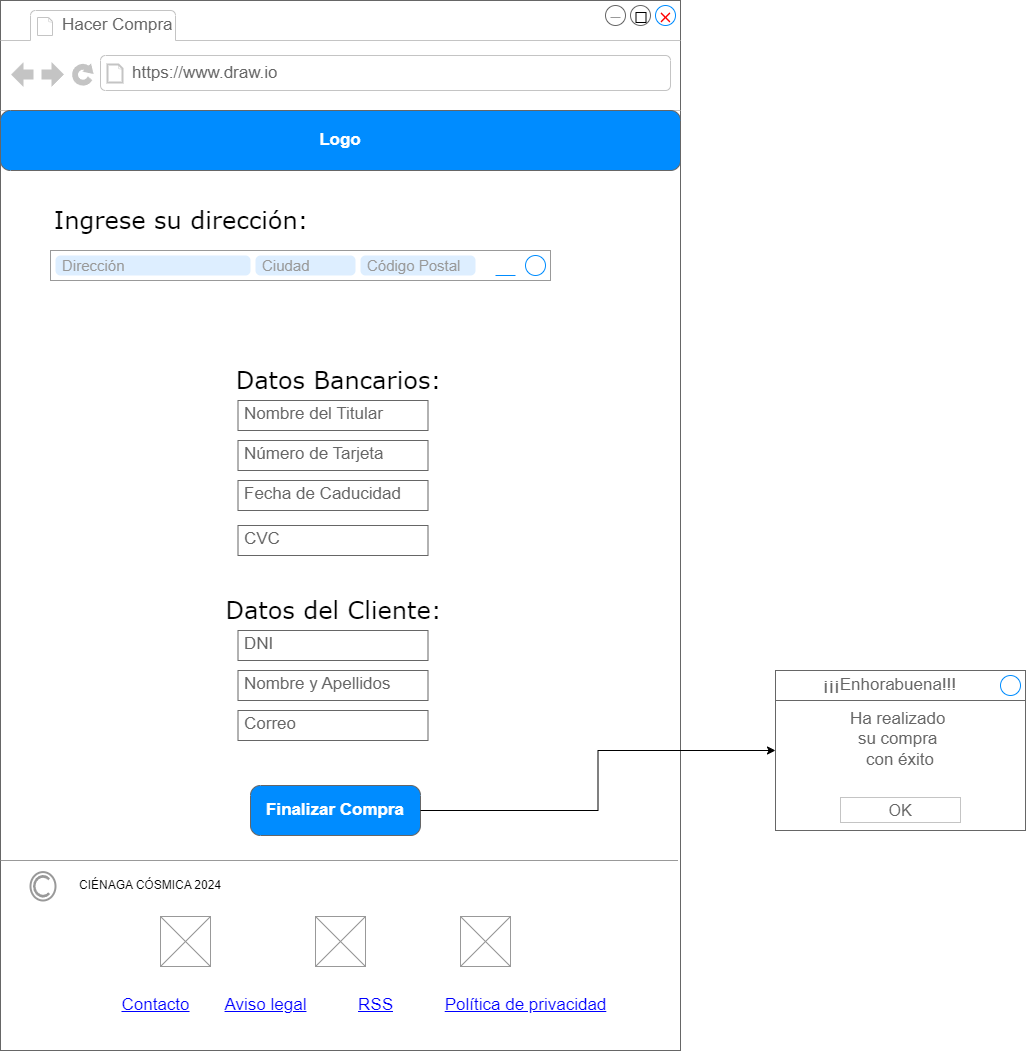 Hacer Compra
https://www.draw.io
Logo
Ingrese su dirección:
Dirección Ciudad Código Postal __
Datos Bancarios:
Nombre del Titular
Número de Tarjeta
Fecha de Caducidad
CVC
Datos del Cliente:
DNI
Nombre y Apellidos
Correo
Finalizar Compra
¡¡¡Enhorabuena!!!
Ha realizado
su compra
con éxito
OK
© CIÉNAGA CÓSMICA 2024
Contacto Aviso legal RSS Política de privacidad